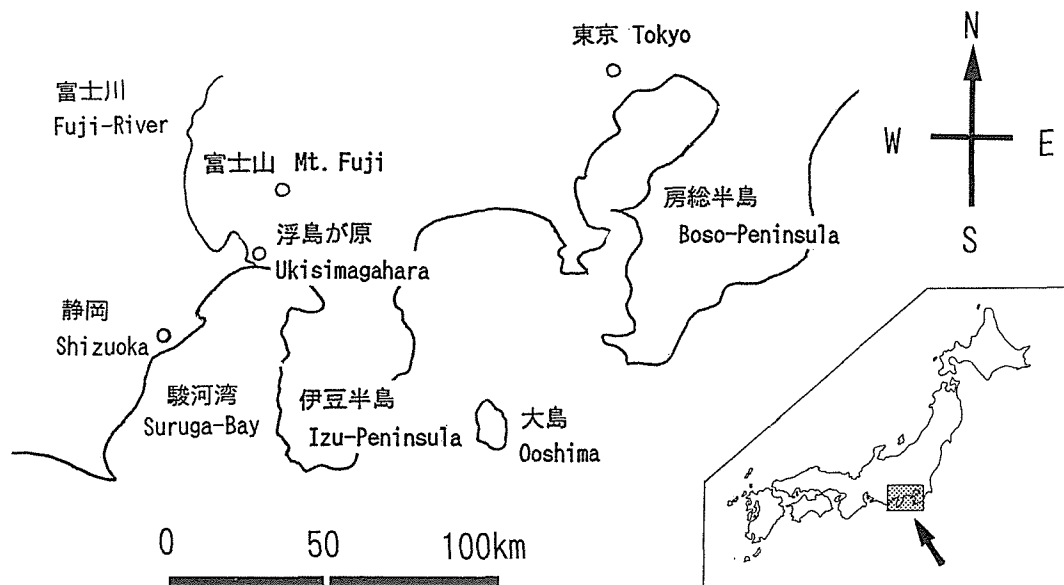 東京 Tokyo
N
富士川
Fuji-River
W
E
富士山 Mt. Fuji
房総半島
Boso-Peninsula
浮島が原
Ukisimagahara
S
静岡
Shizuoka
駿河湾
Suruga-Bay
伊豆半島
Izu-Peninsula
大島
Ooshima
0 50 100km